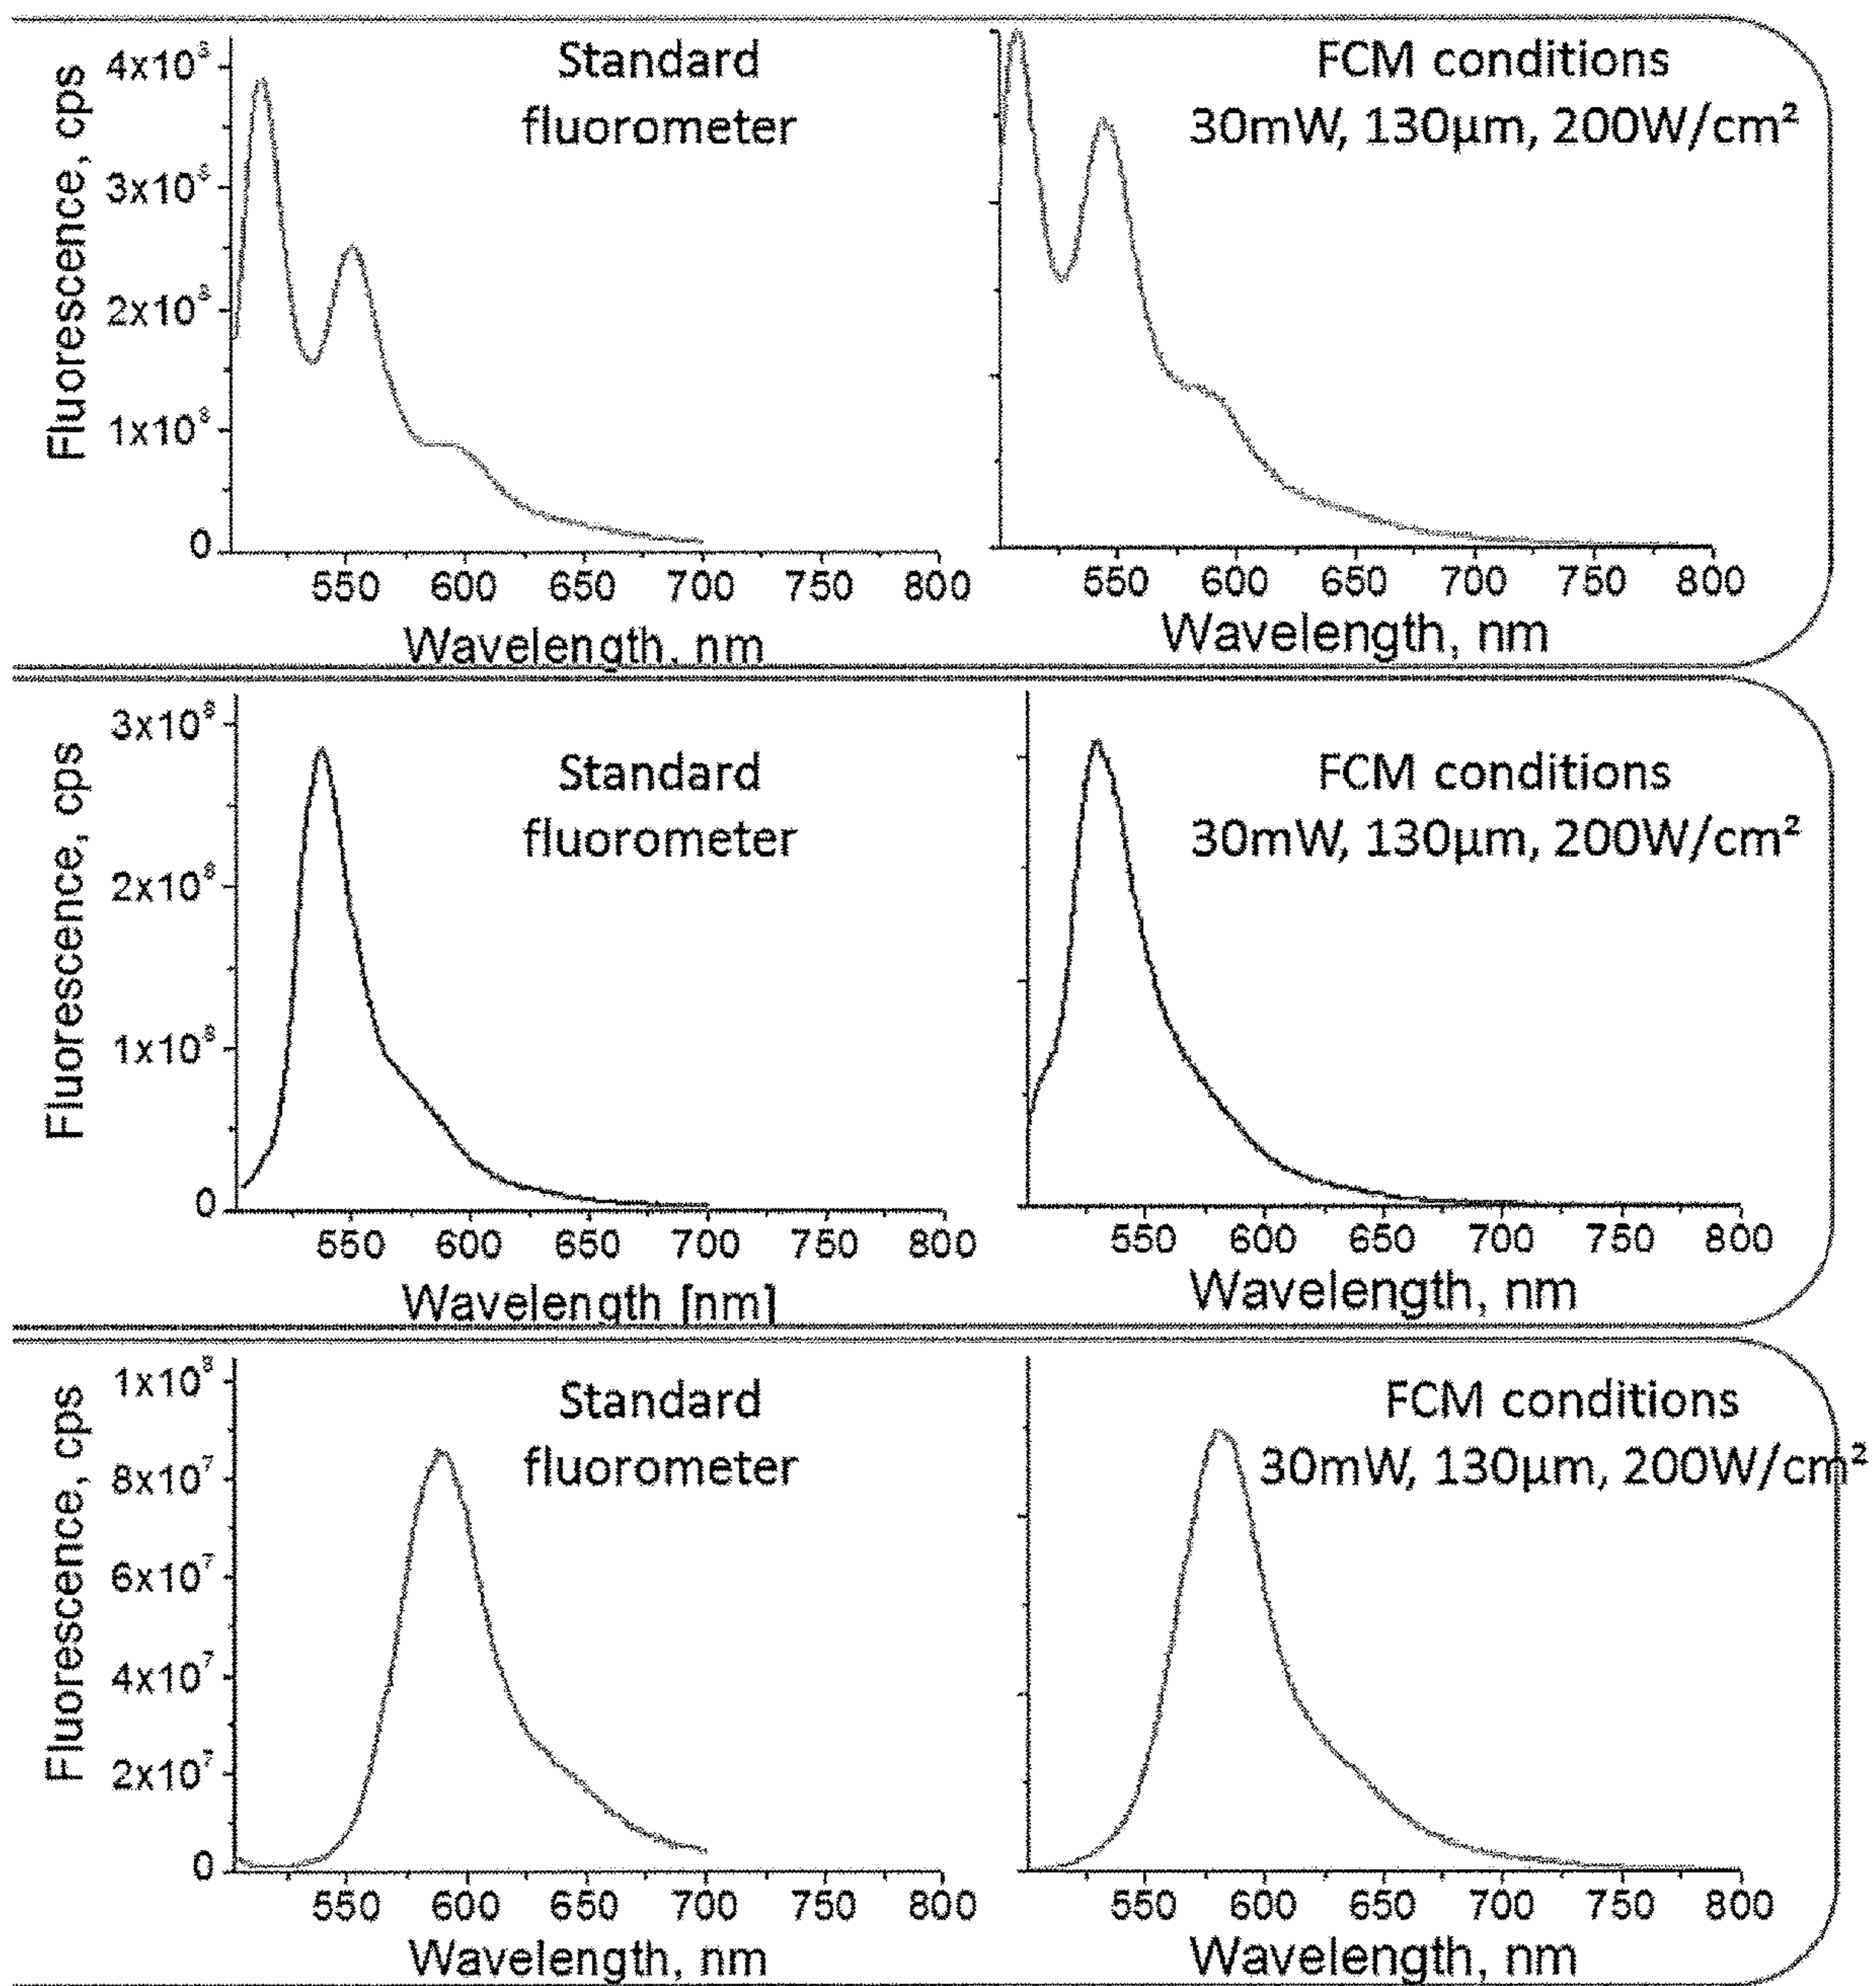 Fluorescence, cps
4x10⁸
3x10⁸
2x10⁸
1x10⁸
0
Standard
fluorometer
550 600 650 700 750 800
Wavelength, nm
FCM conditions
30mW, 130µm, 200W/cm²
550 600 650 700 750 800
Wavelength, nm
Fluorescence, cps
3x10⁸
2x10⁸
1x10⁸
0
Standard
fluorometer
550 600 650 700 750 800
Wavelength [nm]
FCM conditions
30mW, 130µm, 200W/cm²
550 600 650 700 750 800
Wavelength, nm
Fluorescence, cps
1x10⁸
8x10⁷
6x10⁷
4x10⁷
2x10⁷
0
Standard
fluorometer
550 600 650 700 750 800
Wavelength, nm
FCM conditions
30mW, 130µm, 200W/cm²
550 600 650 700 750 800
Wavelength, nm